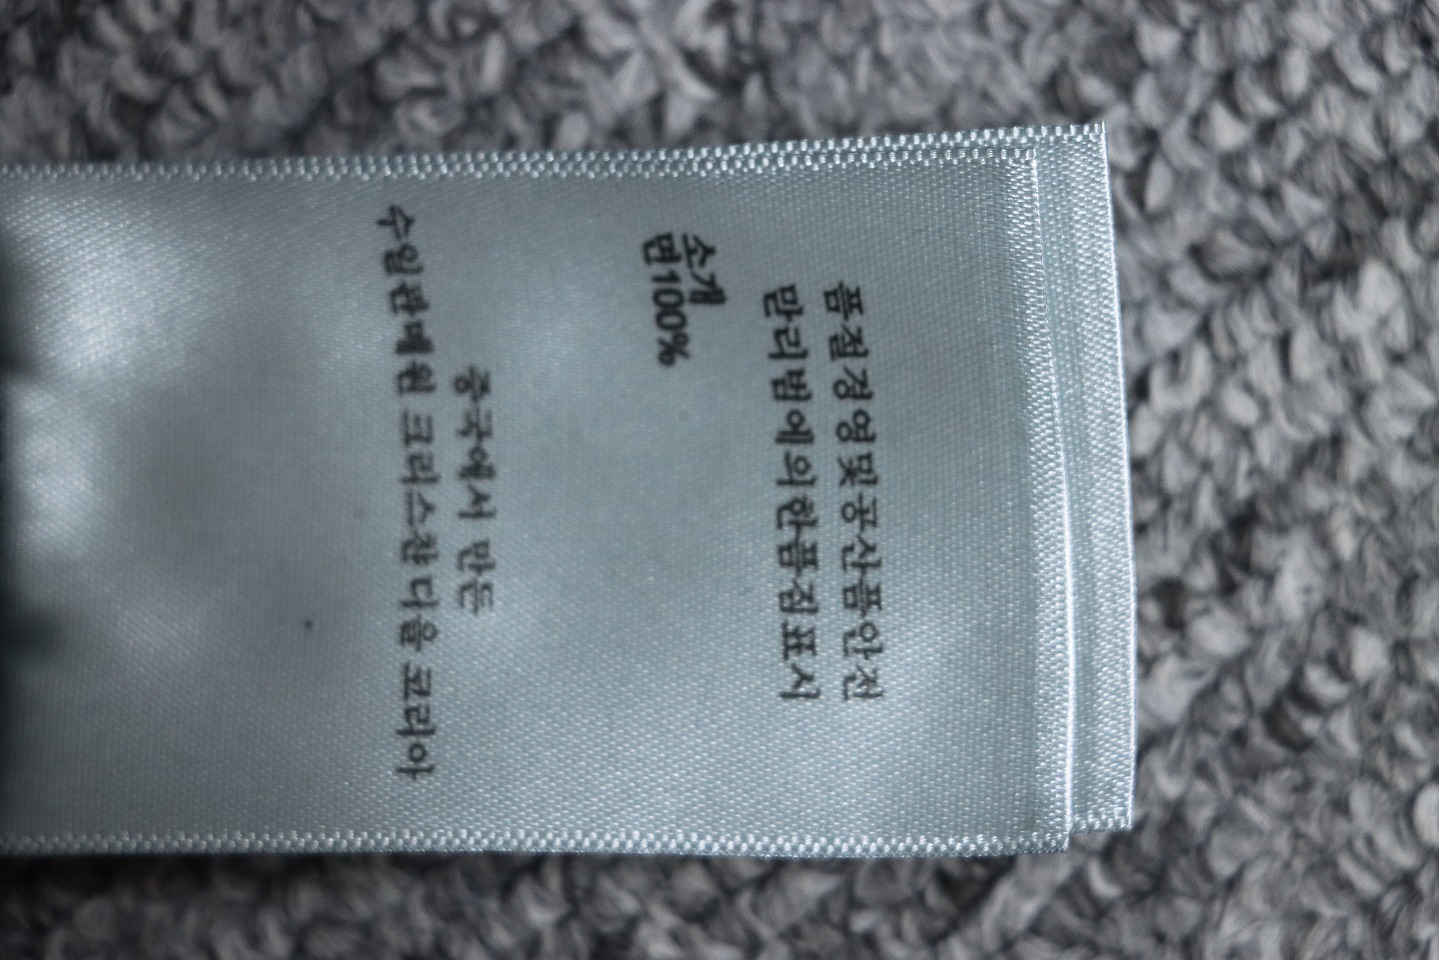 품질경영및공산품안전
관리법에의한품질표시
소개
면100%
중국에서 만든
수입판매원 크리스찬디올 코리아